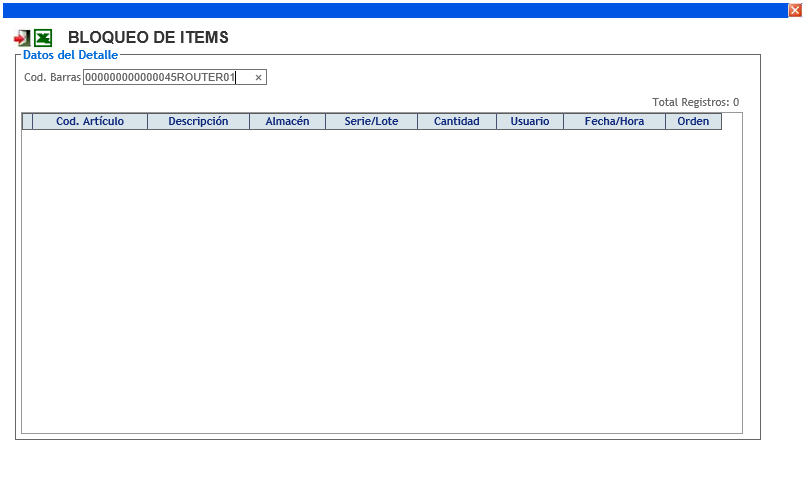 BLOQUEO DE ITEMS
Datos del Detalle
Cod. Barras 000000000000045ROUTER01 ×
Total Registros: 0
Cod. Artículo Descripción Almacén Serie/Lote Cantidad Usuario Fecha/Hora Orden